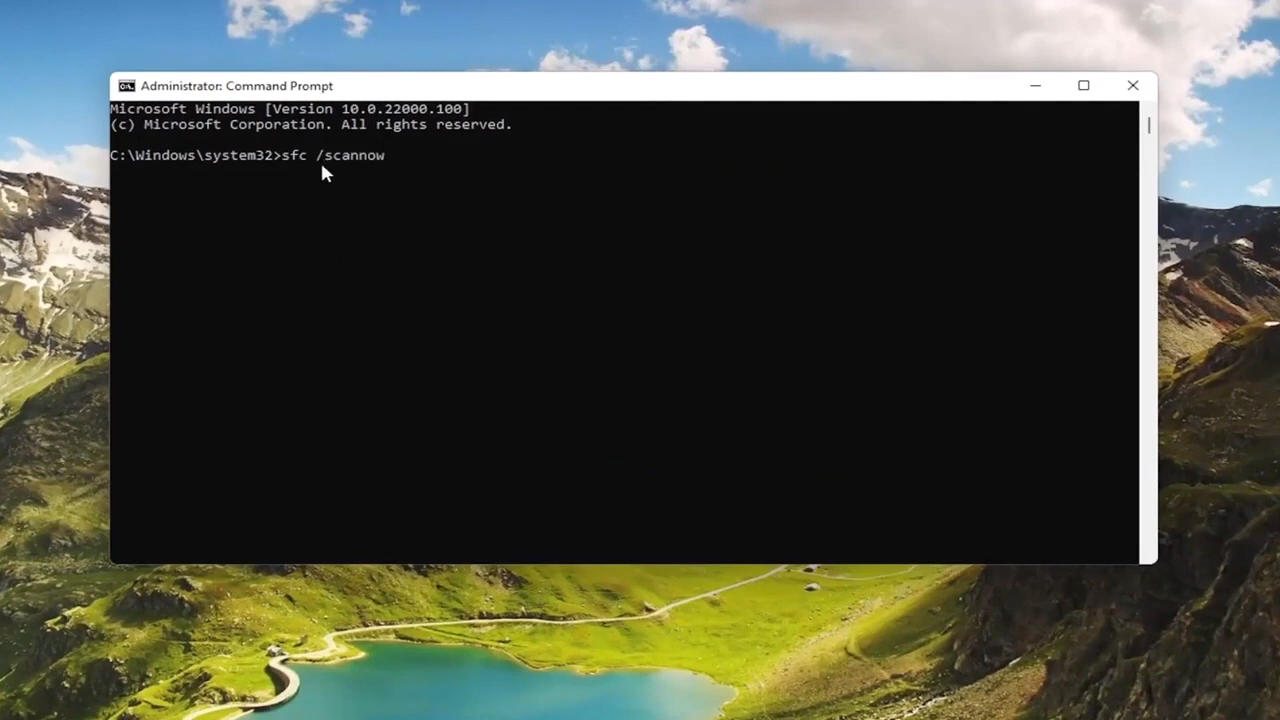 Administrator: Command Prompt
Microsoft Windows [Version 10.0.22000.100]
(c) Microsoft Corporation. All rights reserved.
C:\Windows\system32>sfc /scannow